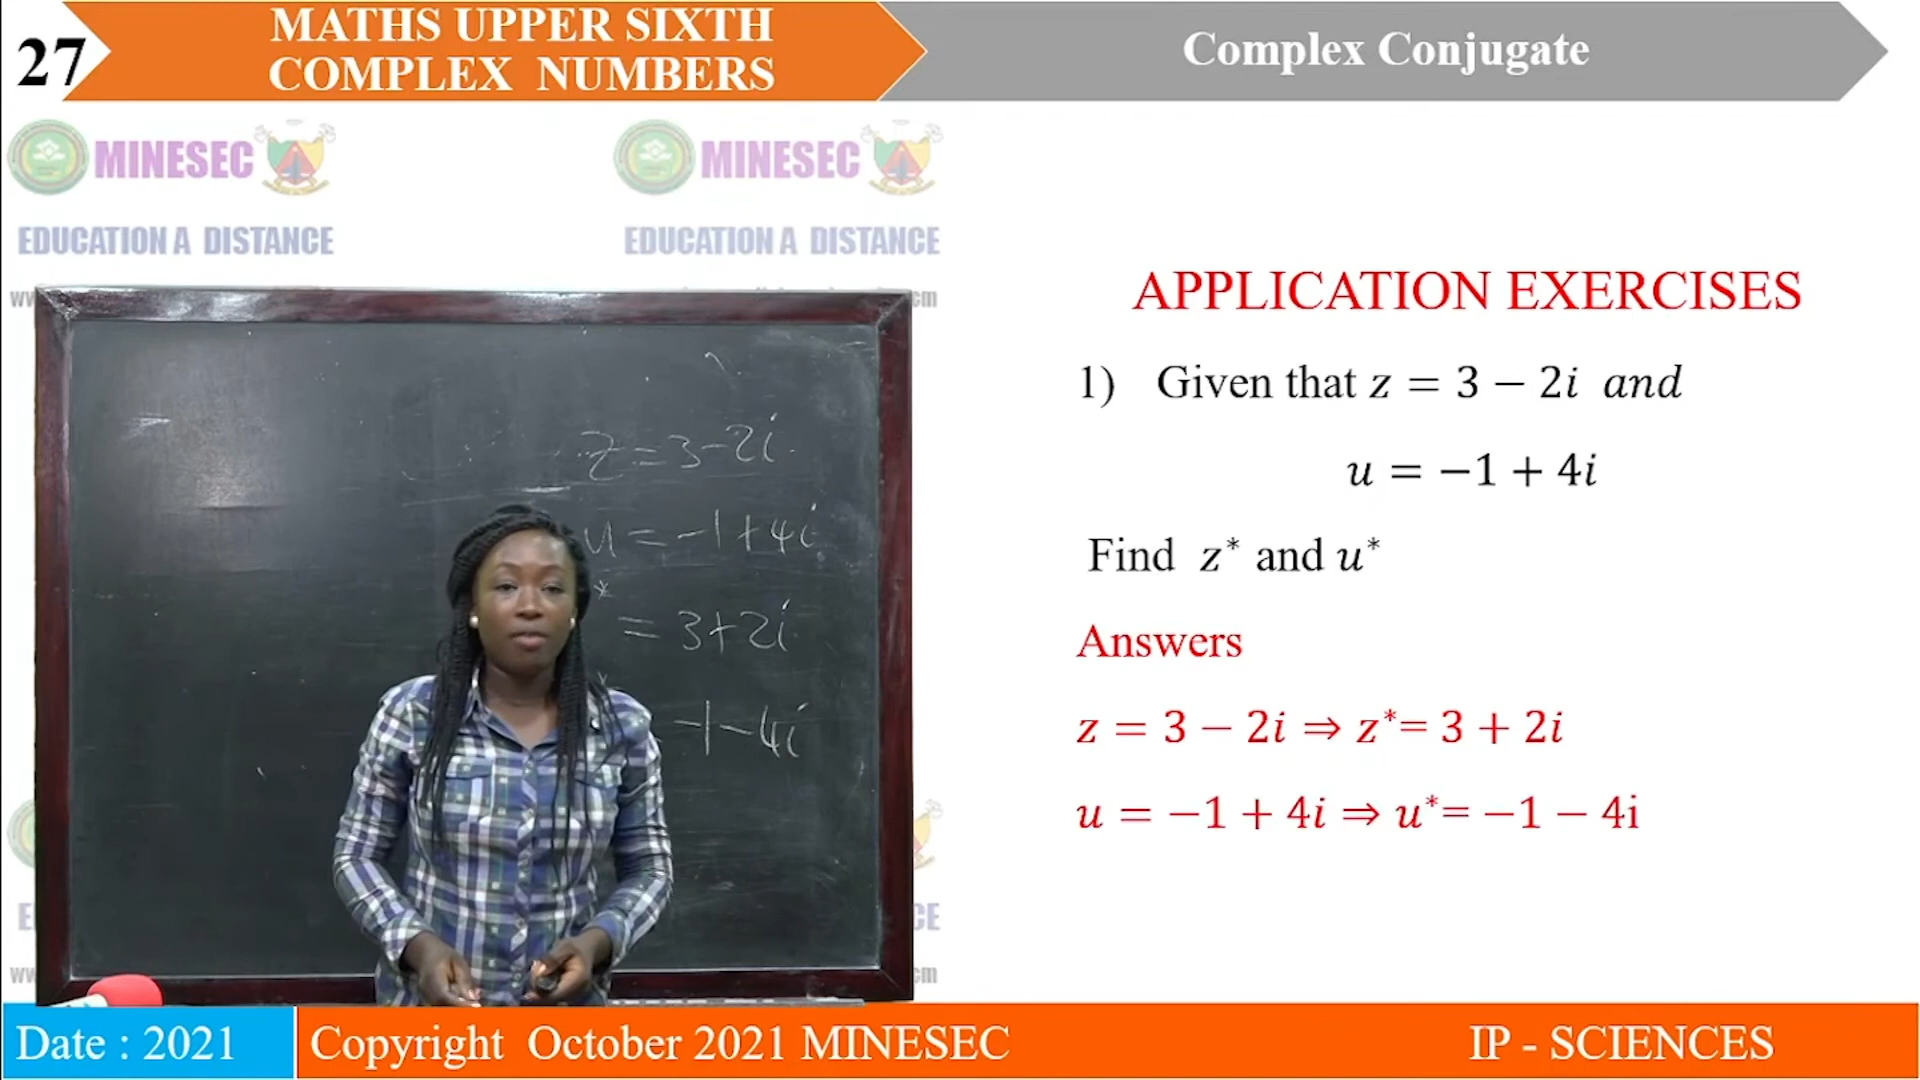 27
MATHS UPPER SIXTH
COMPLEX NUMBERS
Complex Conjugate
MINESEC
EDUCATION A DISTANCE
MINESEC
EDUCATION A DISTANCE
z = 3 - 2i
u = -1 + 4i
* = 3 + 2i
* -1 - 4i
APPLICATION EXERCISES
1) Given that z = 3 − 2i and
u = −1 + 4i
Find z* and u*
Answers
z = 3 − 2i ⇒ z*= 3 + 2i
u = −1 + 4i ⇒ u*= −1 − 4i
Date : 2021
Copyright October 2021 MINESEC
IP - SCIENCES